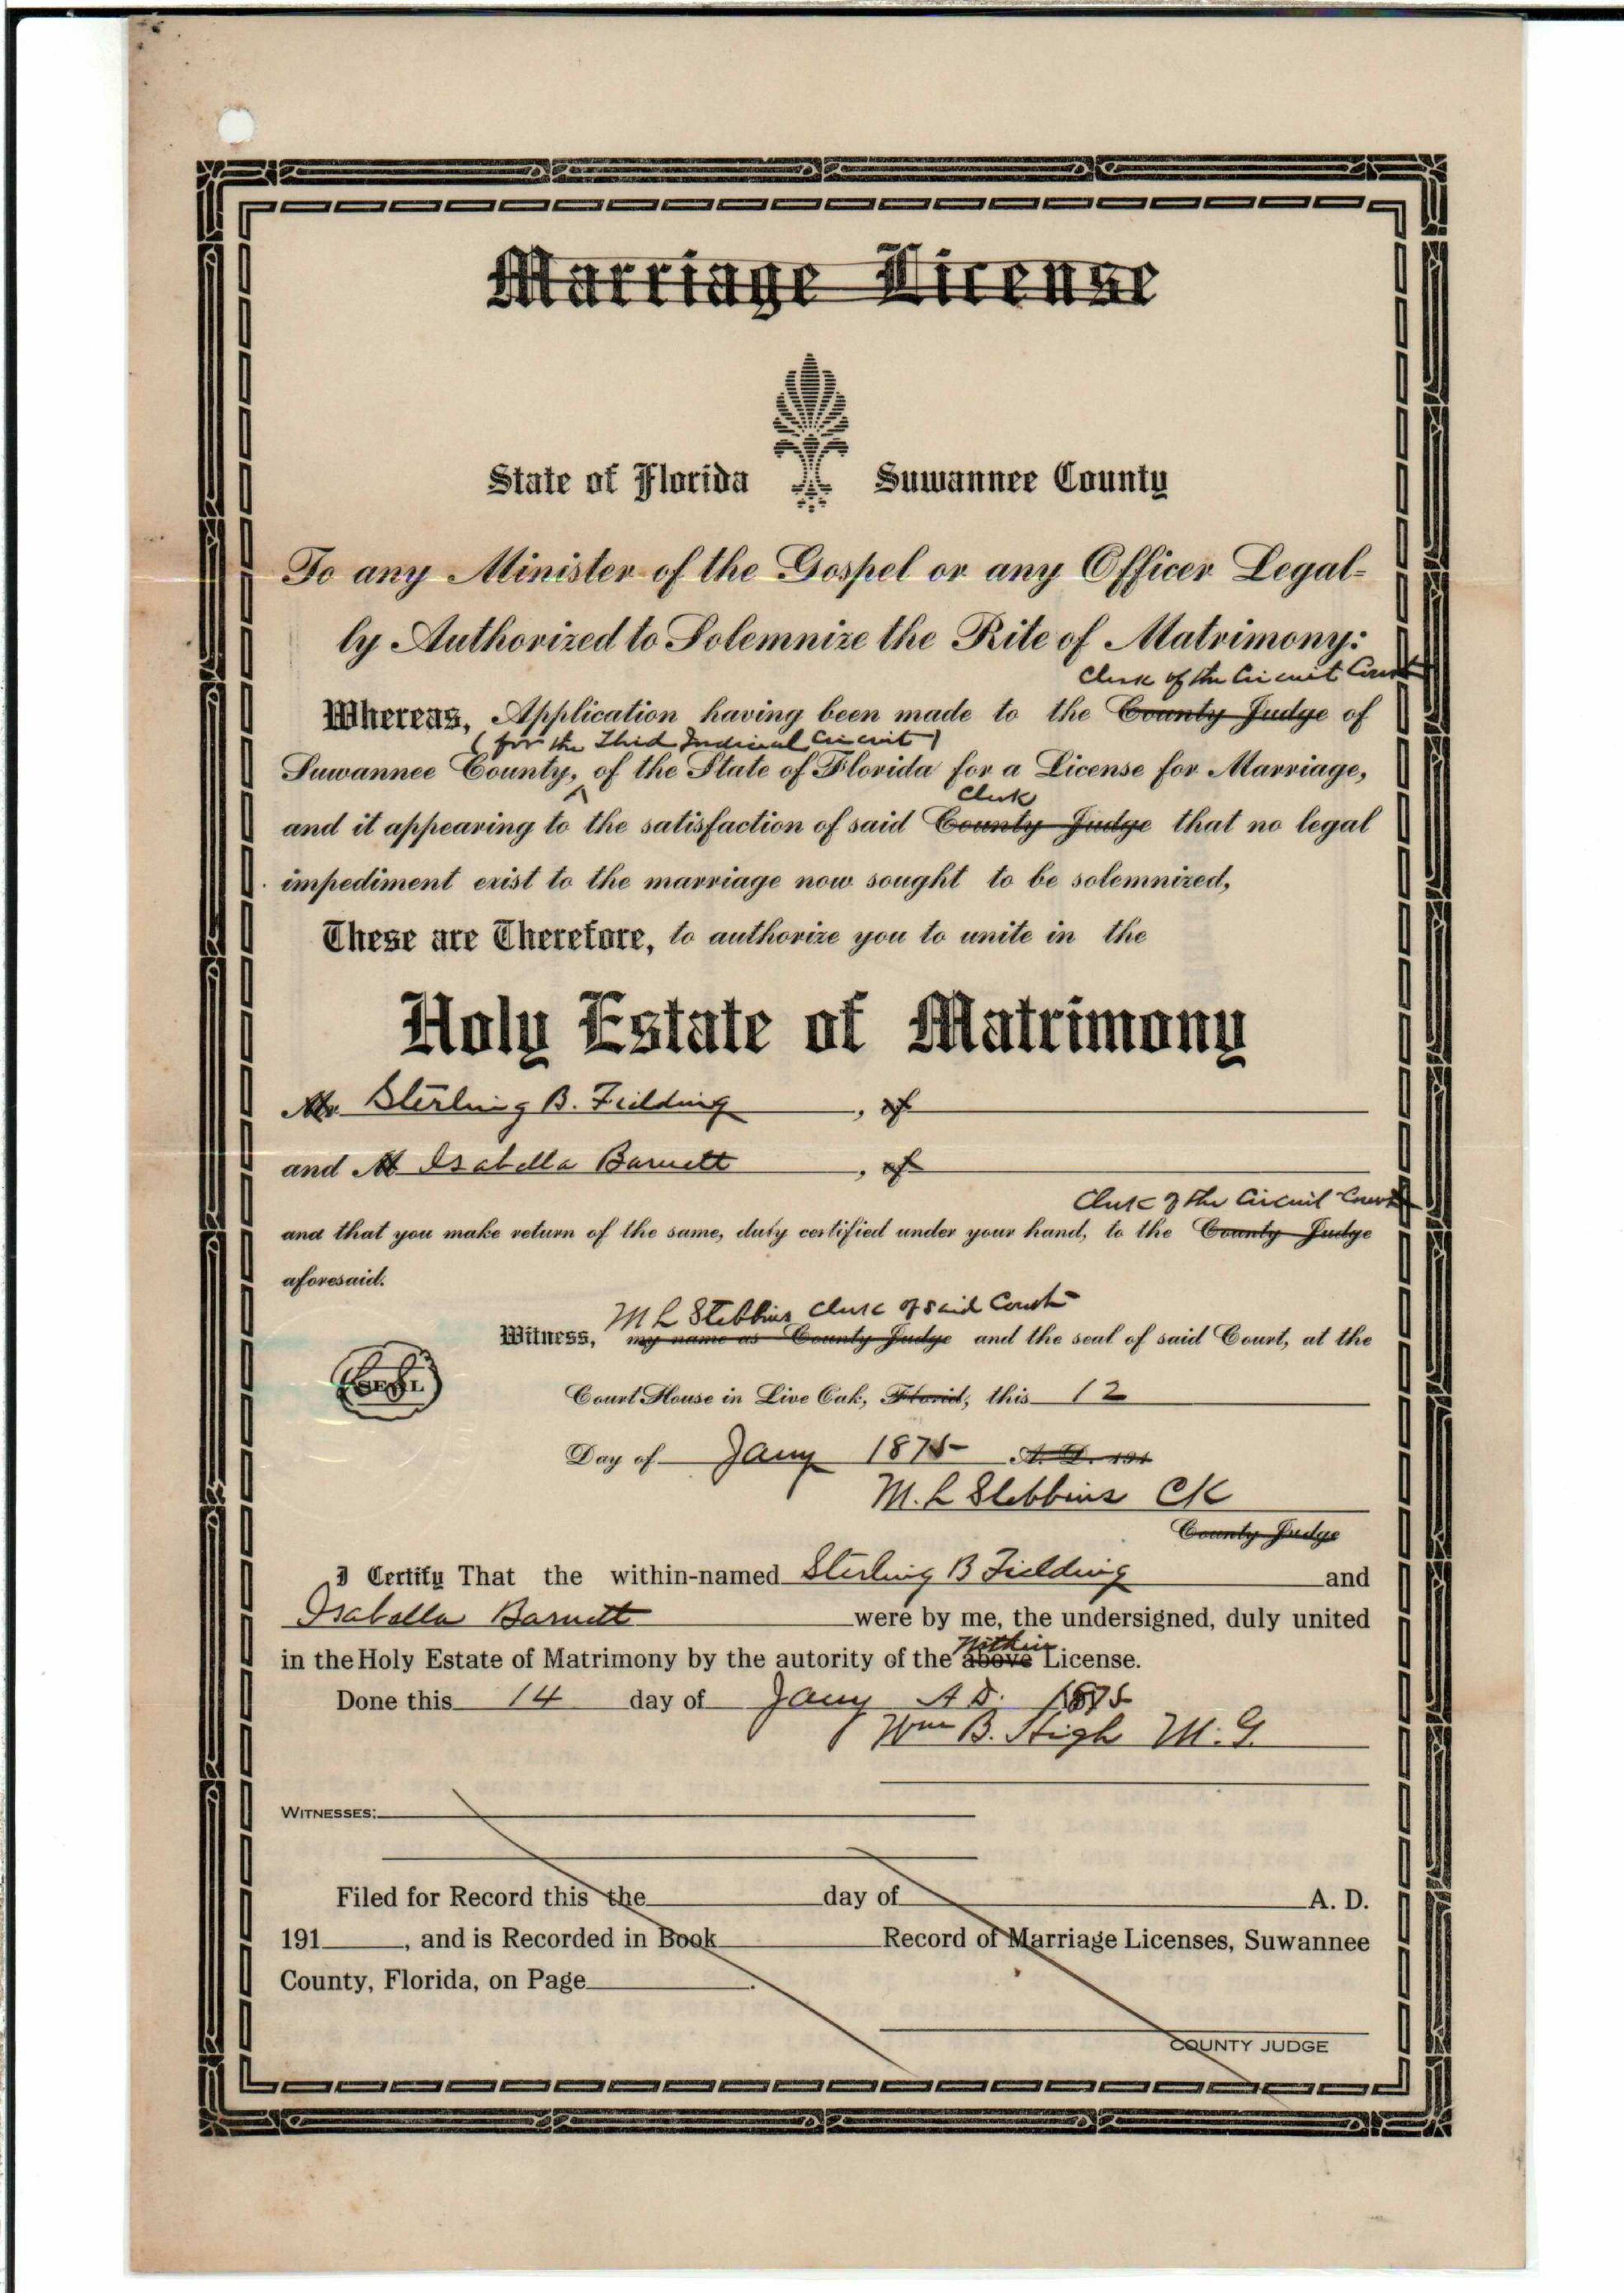 Marriage License
State of Florida Suwannee County
To any Minister of the Gospel or any Officer Legal-
ly Authorized to Solemnize the Rite of Matrimony:
Clerk of the Circuit Court
Whereas, Application having been made to the County Judge of
(for the Third Judicial Circuit)
Suwannee County, of the State of Florida for a License for Marriage,
Clerk
and it appearing to the satisfaction of said County Judge that no legal
impediment exist to the marriage now sought to be solemnized,
These are Therefore, to authorize you to unite in the
Holy Estate of Matrimony
Mr. Sterling B. Fielding, of
and M Isabella Barnett, of
Clerk of the Circuit Court
and that you make return of the same, duly certified under your hand, to the County Judge
aforesaid.
M L Stebbins Clerk of said Court
Witness, my name as County Judge and the seal of said Court, at the
SEAL
Court House in Live Oak, Florid, this 12
Day of Jany 1875 A. D. 191
M. L Stebbins CK
County Judge
I Certify That the within-named Sterling B Fielding and
Isabella Barnett were by me, the undersigned, duly united
Within
in the Holy Estate of Matrimony by the autority of the above License.
Done this 14 day of Jany A D. 1875
Wm B. High M. G.
WITNESSES:
Filed for Record this the day of A. D.
191 , and is Recorded in Book Record of Marriage Licenses, Suwannee
County, Florida, on Page .
COUNTY JUDGE